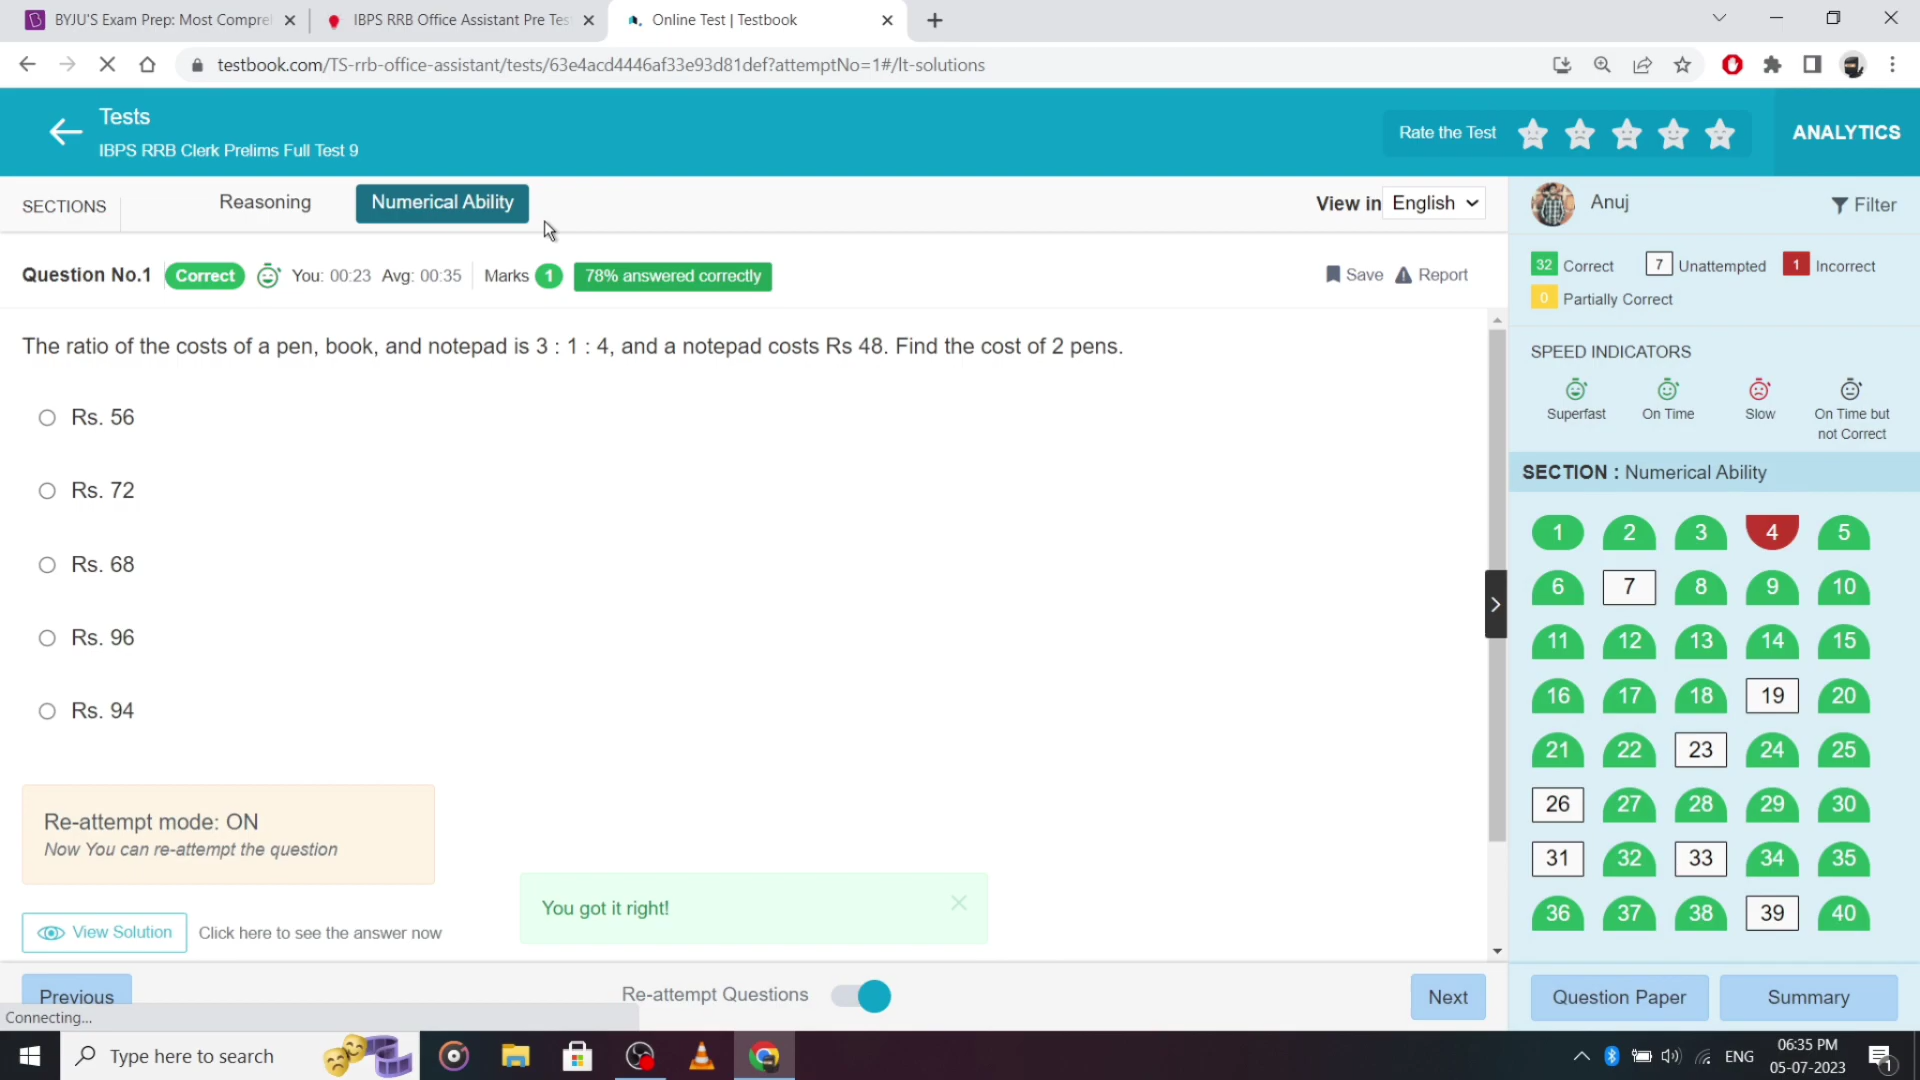 BYJU'S Exam Prep: Most Compre
IBPS RRB Office Assistant Pre Tes
Online Test | Testbook
testbook.com/TS-rrb-office-assistant/tests/63e4acd4446af33e93d81def?attemptNo=1#/lt-solutions
Tests
IBPS RRB Clerk Prelims Full Test 9
Rate the Test
ANALYTICS
SECTIONS
Reasoning
Numerical Ability
View in English
Anuj
Filter
Question No.1 Correct You: 00:23 Avg: 00:35 Marks 1 78% answered correctly
Save Report
32 Correct 7 Unattempted 1 Incorrect
0 Partially Correct
The ratio of the costs of a pen, book, and notepad is 3 : 1 : 4, and a notepad costs Rs 48. Find the cost of 2 pens.
Rs. 56
Rs. 72
Rs. 68
Rs. 96
Rs. 94
SPEED INDICATORS
Superfast
On Time
Slow
On Time but
not Correct
SECTION : Numerical Ability
1 2 3 4 5
6 7 8 9 10
11 12 13 14 15
16 17 18 19 20
21 22 23 24 25
26 27 28 29 30
31 32 33 34 35
36 37 38 39 40
Re-attempt mode: ON
Now You can re-attempt the question
You got it right!
View Solution
Click here to see the answer now
Previous
Re-attempt Questions
Next
Question Paper
Summary
Connecting...
Type here to search
ENG
06:35 PM
05-07-2023
1